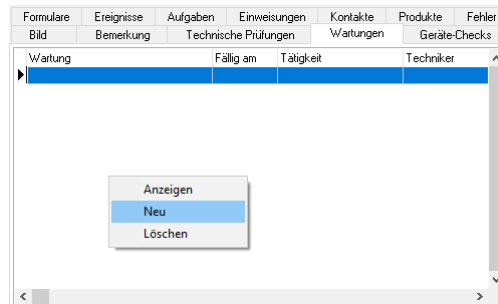 Formulare Ereignisse Aufgaben Einweisungen Kontakte Produkte Fehler
Bild Bemerkung Technische Prüfungen Wartungen Geräte-Checks
Wartung Fällig am Tätigkeit Techniker
Anzeigen
Neu
Löschen